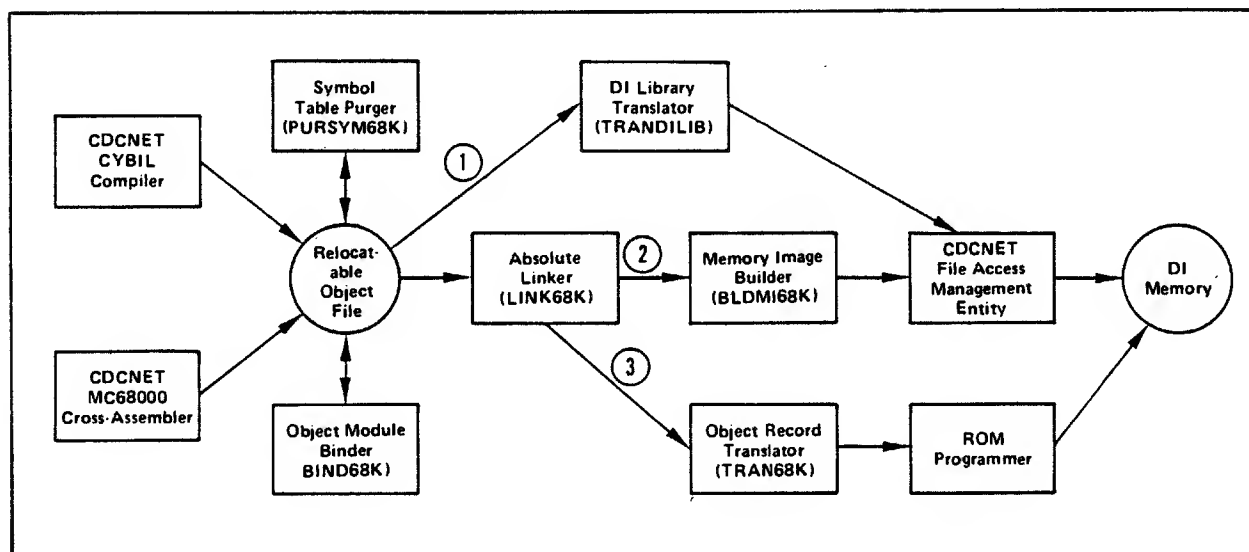 CDCNET
CYBIL
Compiler
CDCNET
MC68000
Cross-Assembler
Symbol
Table Purger
(PURSYM68K)
Relocat-
able
Object
File
Object Module
Binder
BIND68K)
1
DI Library
Translator
(TRANDILIB)
Absolute
Linker
(LINK68K)
2
Memory Image
Builder
(BLDMI68K)
3
Object Record
Translator
(TRAN68K)
CDCNET
File Access
Management
Entity
ROM
Programmer
DI
Memory